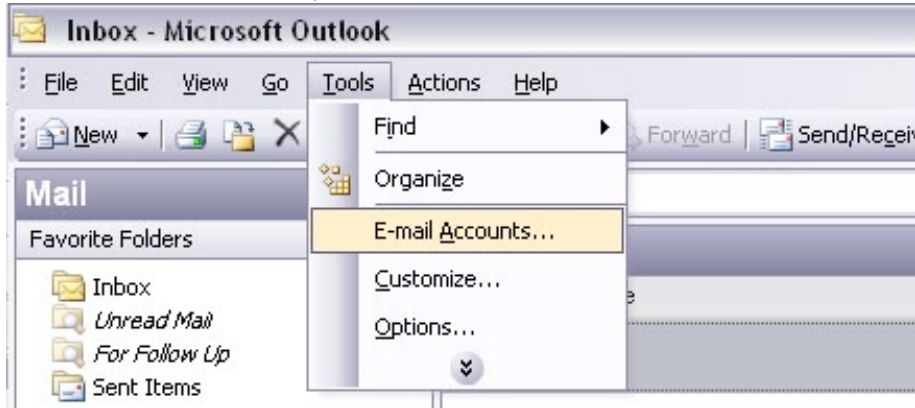 Inbox - Microsoft Outlook
File Edit View Go Tools Actions Help
New Forward Send/Receiv
Find
Organize
Mail
E-mail Accounts...
Favorite Folders
Customize...
Inbox
Unread Mail
Options...
For Follow Up
Sent Items